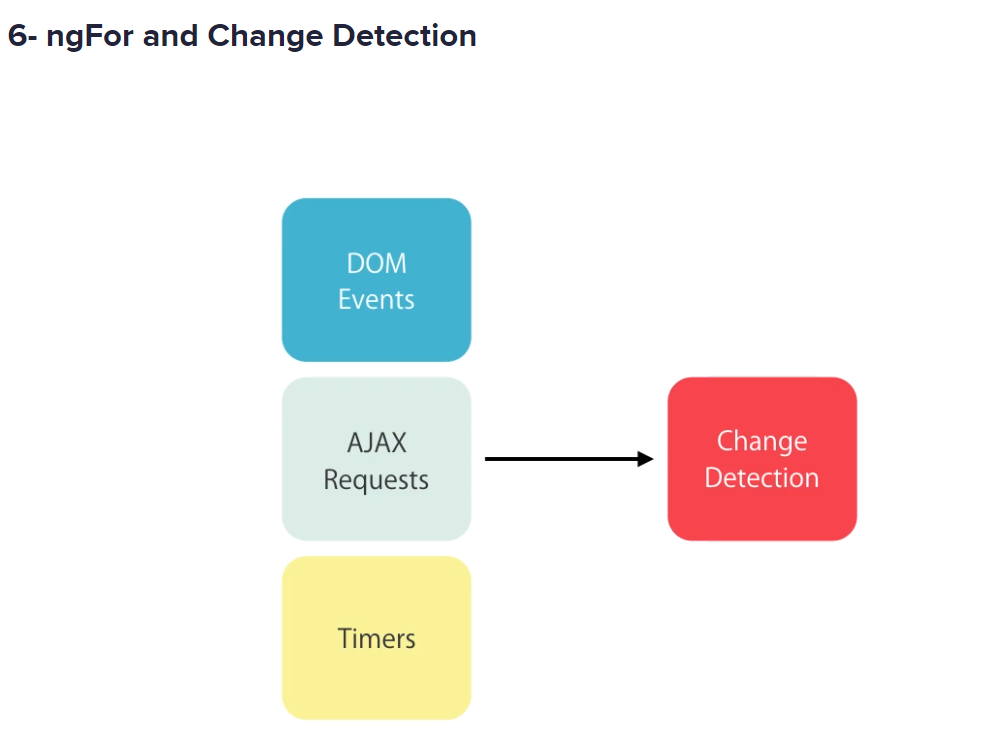 6- ngFor and Change Detection
DOM
Events
AJAX
Requests
Change
Detection
Timers